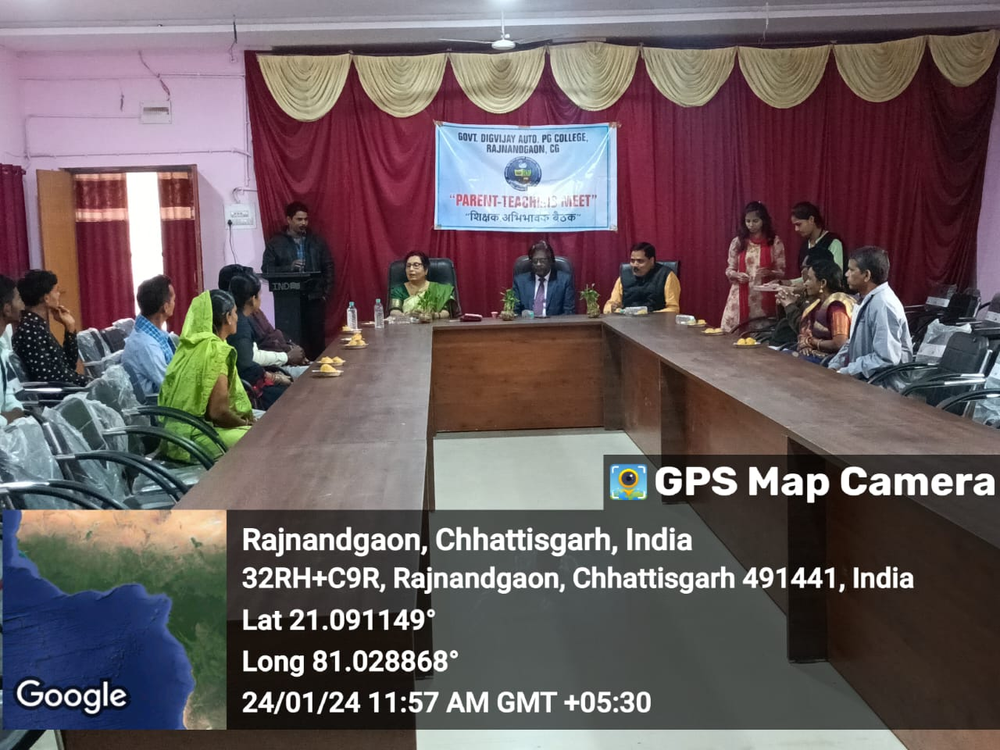 GOVT. DIGVIJAY AUTO. PG COLLEGE,
RAJNANDGAON, CG
"PARENT-TEACHERS MEET"
"शिक्षक अभिभावक बैठक"
GPS Map Camera
Rajnandgaon, Chhattisgarh, India
32RH+C9R, Rajnandgaon, Chhattisgarh 491441, India
Lat 21.091149°
Long 81.028868°
24/01/24 11:57 AM GMT +05:30
Google